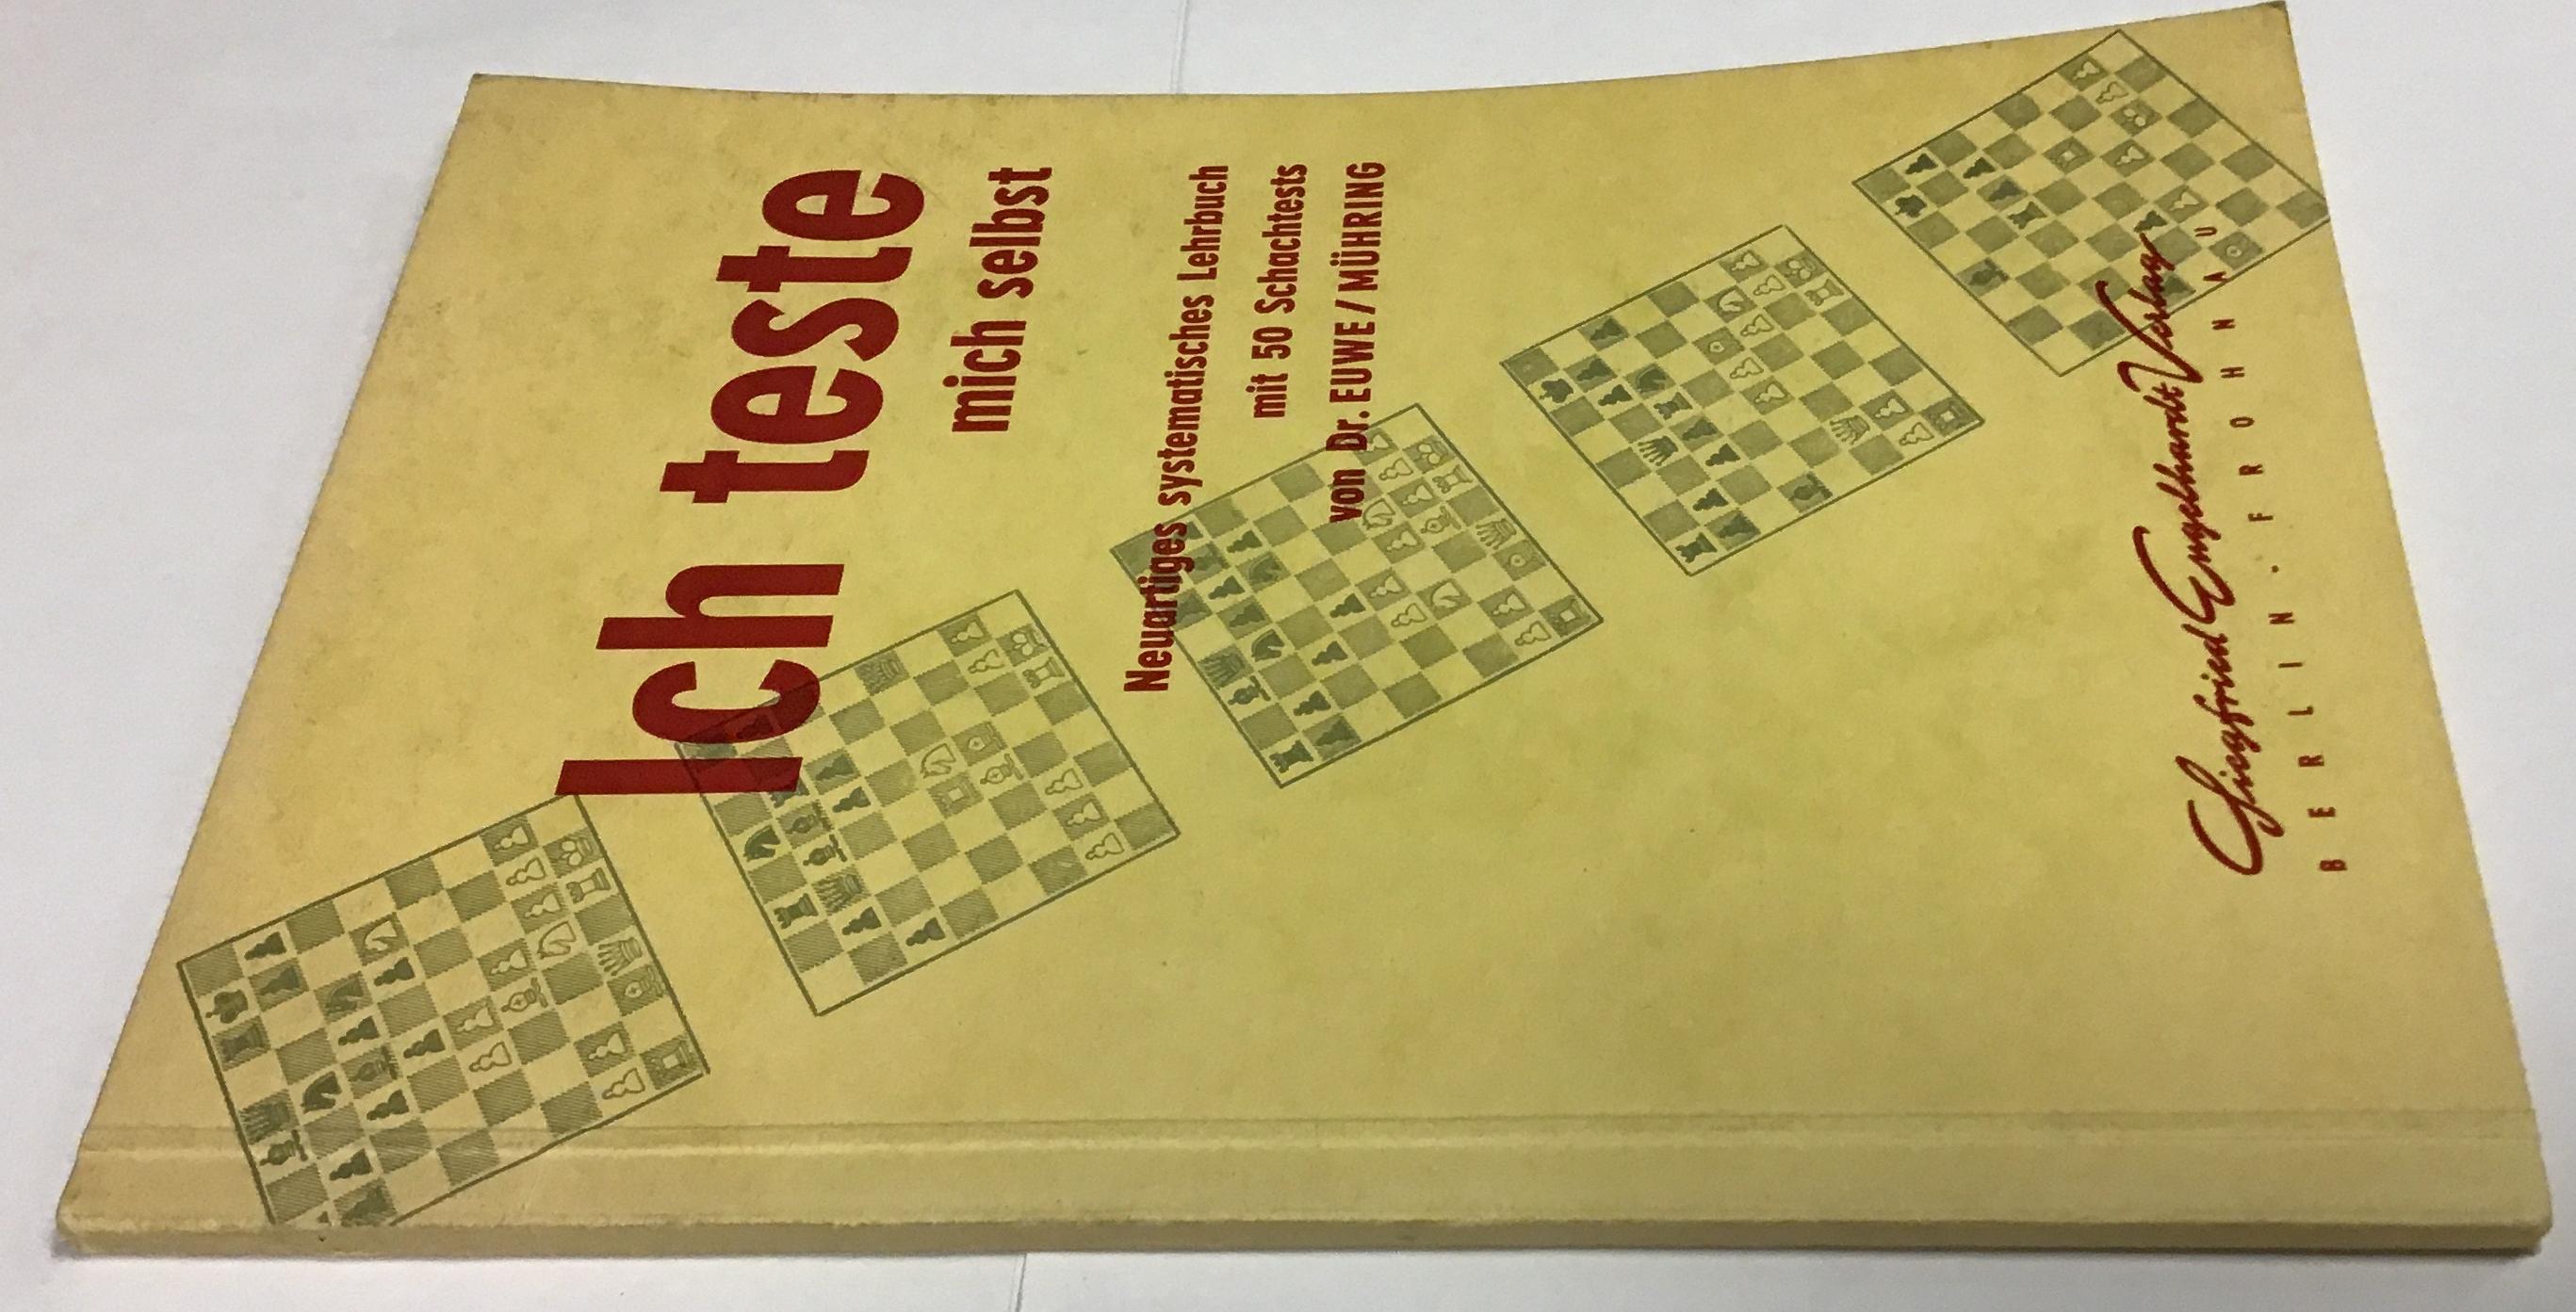 Ich teste
mich selbst
Neuartiges systematisches Lehrbuch
mit 50 Schachtests
von Dr. EUWE / MÜHRING
Siegfried Engelhardt Verlag
BERLIN · FROHNAU